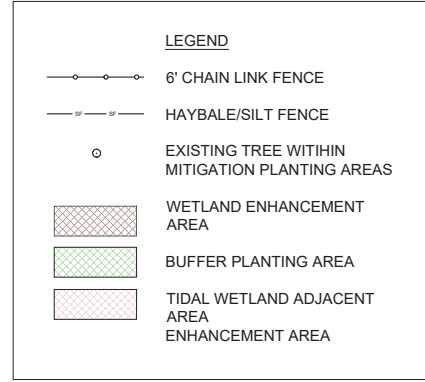 LEGEND
6' CHAIN LINK FENCE
SF SF
HAYBALE/SILT FENCE
EXISTING TREE WITIHIN
MITIGATION PLANTING AREAS
WETLAND ENHANCEMENT
AREA
BUFFER PLANTING AREA
TIDAL WETLAND ADJACENT
AREA
ENHANCEMENT AREA